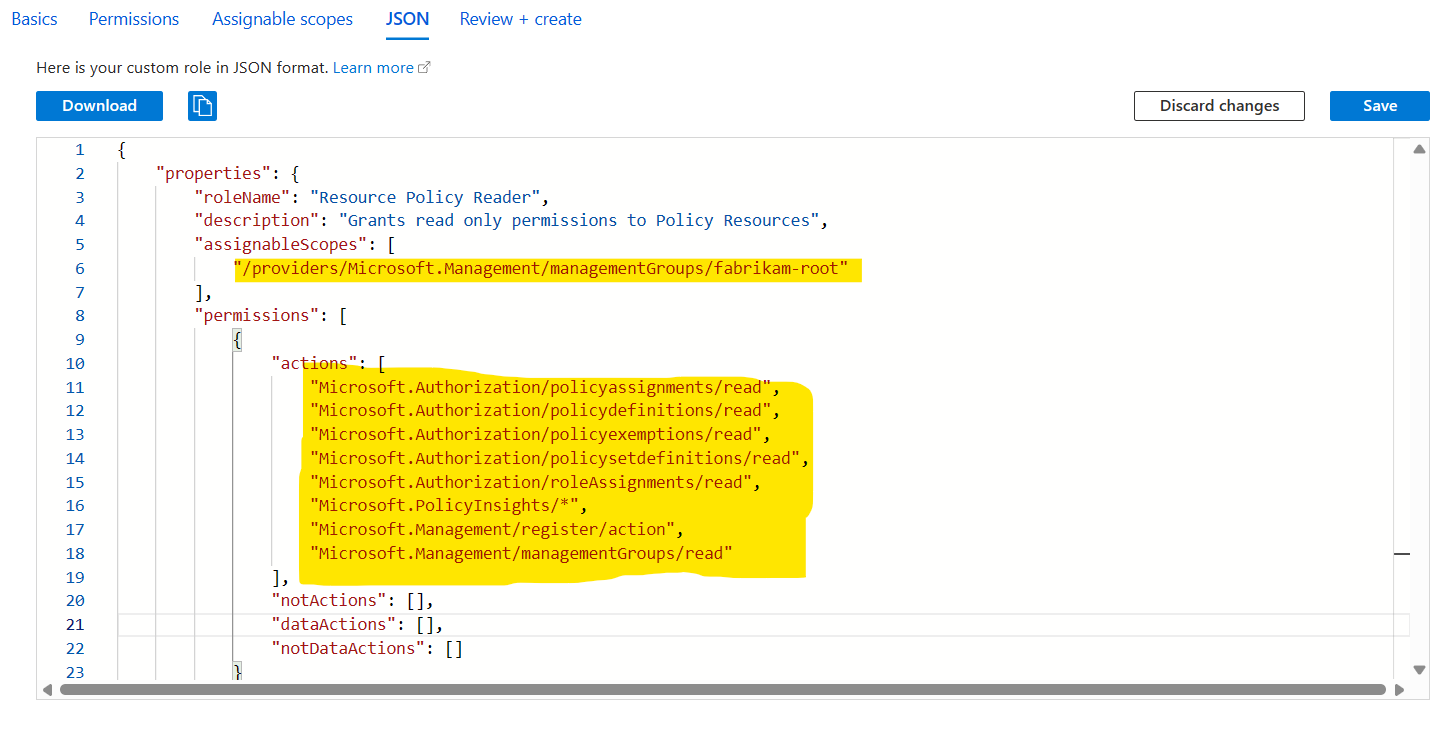 Basics Permissions Assignable scopes JSON Review + create
Here is your custom role in JSON format. Learn more
Download Discard changes Save
1 {
2 "properties": {
3 "roleName": "Resource Policy Reader",
4 "description": "Grants read only permissions to Policy Resources",
5 "assignableScopes": [
6 "/providers/Microsoft.Management/managementGroups/fabrikam-root"
7 ],
8 "permissions": [
9 {
10 "actions": [
11 "Microsoft.Authorization/policyassignments/read",
12 "Microsoft.Authorization/policydefinitions/read",
13 "Microsoft.Authorization/policyexemptions/read",
14 "Microsoft.Authorization/policysetdefinitions/read",
15 "Microsoft.Authorization/roleAssignments/read",
16 "Microsoft.PolicyInsights/*",
17 "Microsoft.Management/register/action",
18 "Microsoft.Management/managementGroups/read"
19 ],
20 "notActions": [],
21 "dataActions": [],
22 "notDataActions": []
23 }